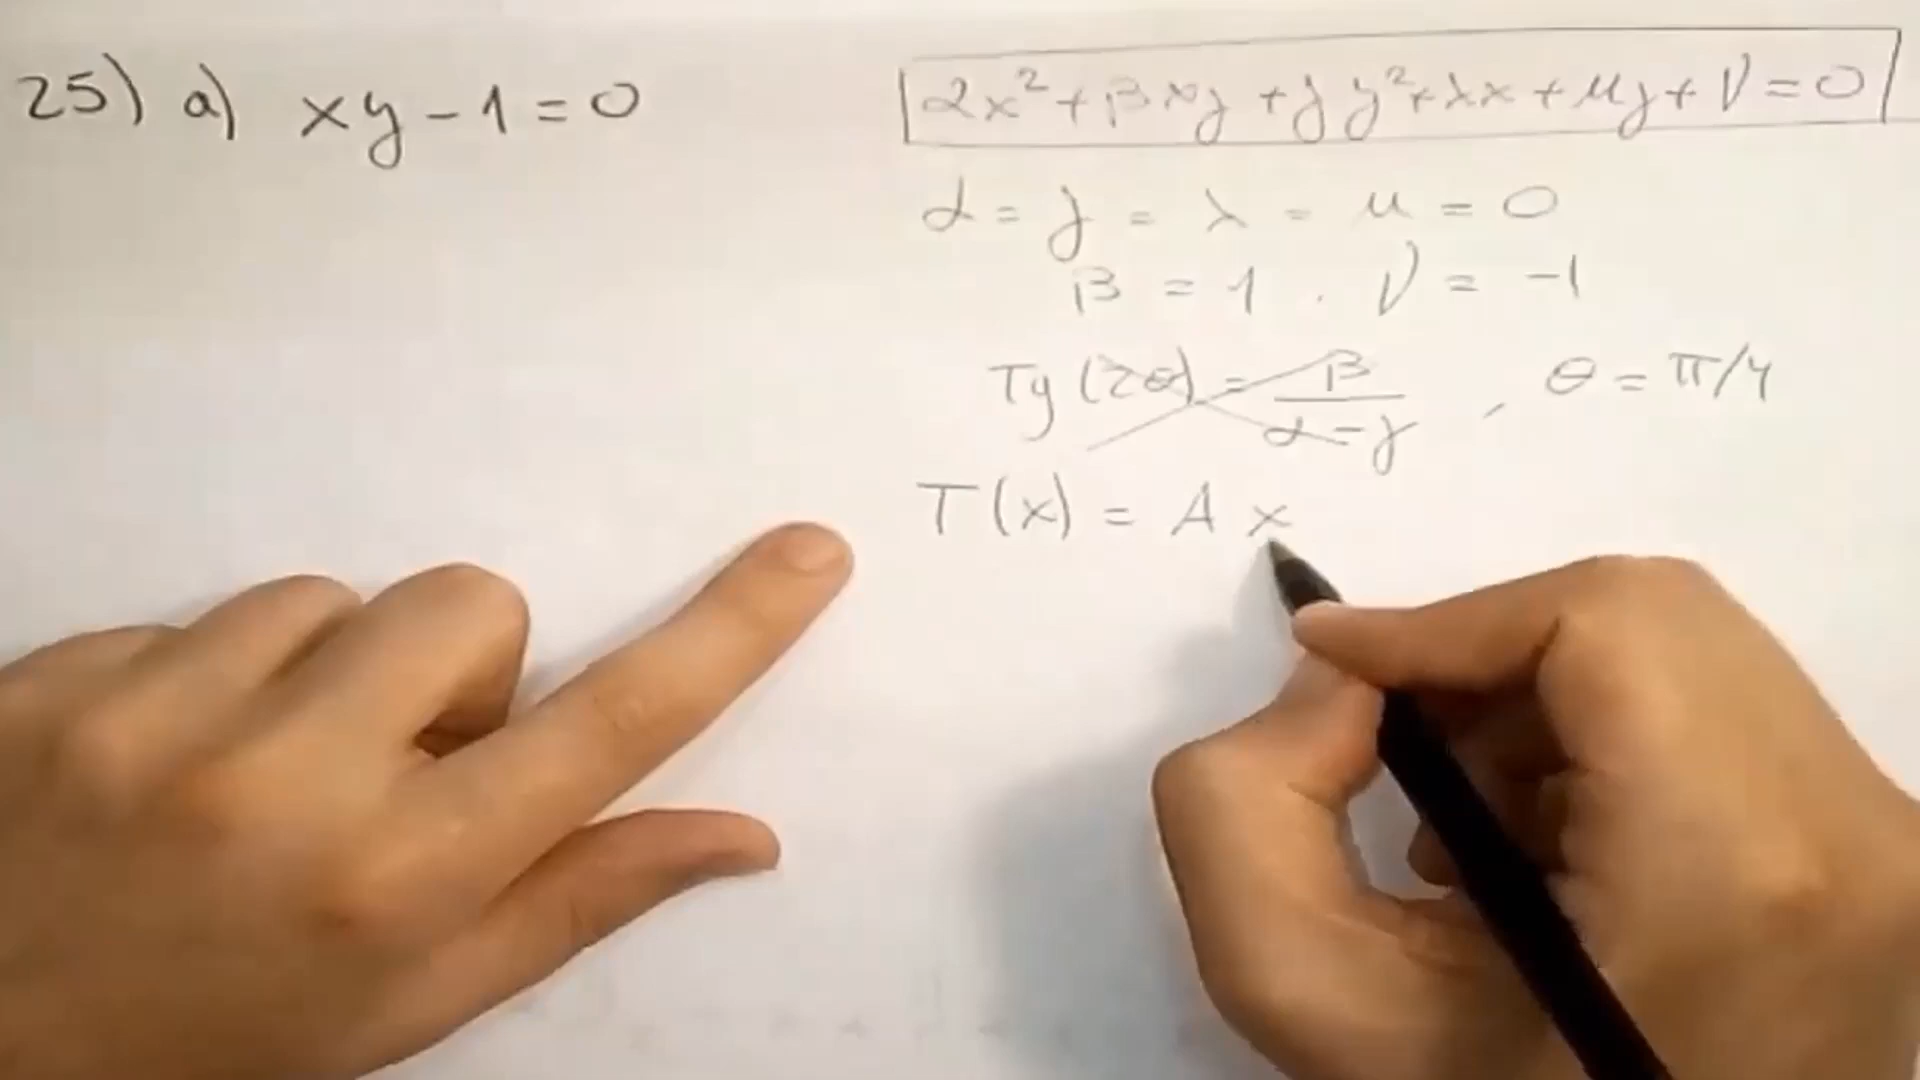 25) a) xy - 1 = 0
αx² + βxy + γy² + λx + μy + ν = 0
α = γ = λ = μ = 0
β = 1 . ν = -1
Tg (2θ) = β / α - γ , θ = π/4
T(x) = A x